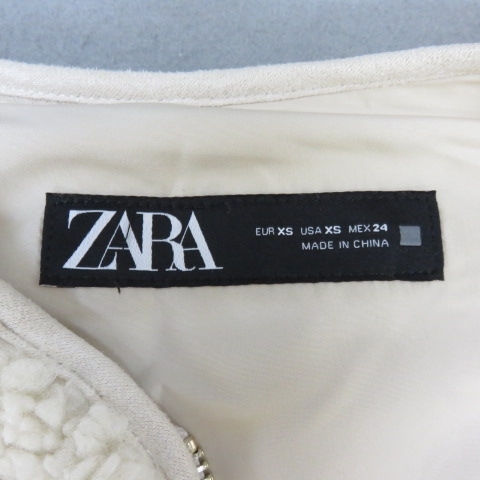 ZARA
EUR XS USA XS MEX 24
MADE IN CHINA